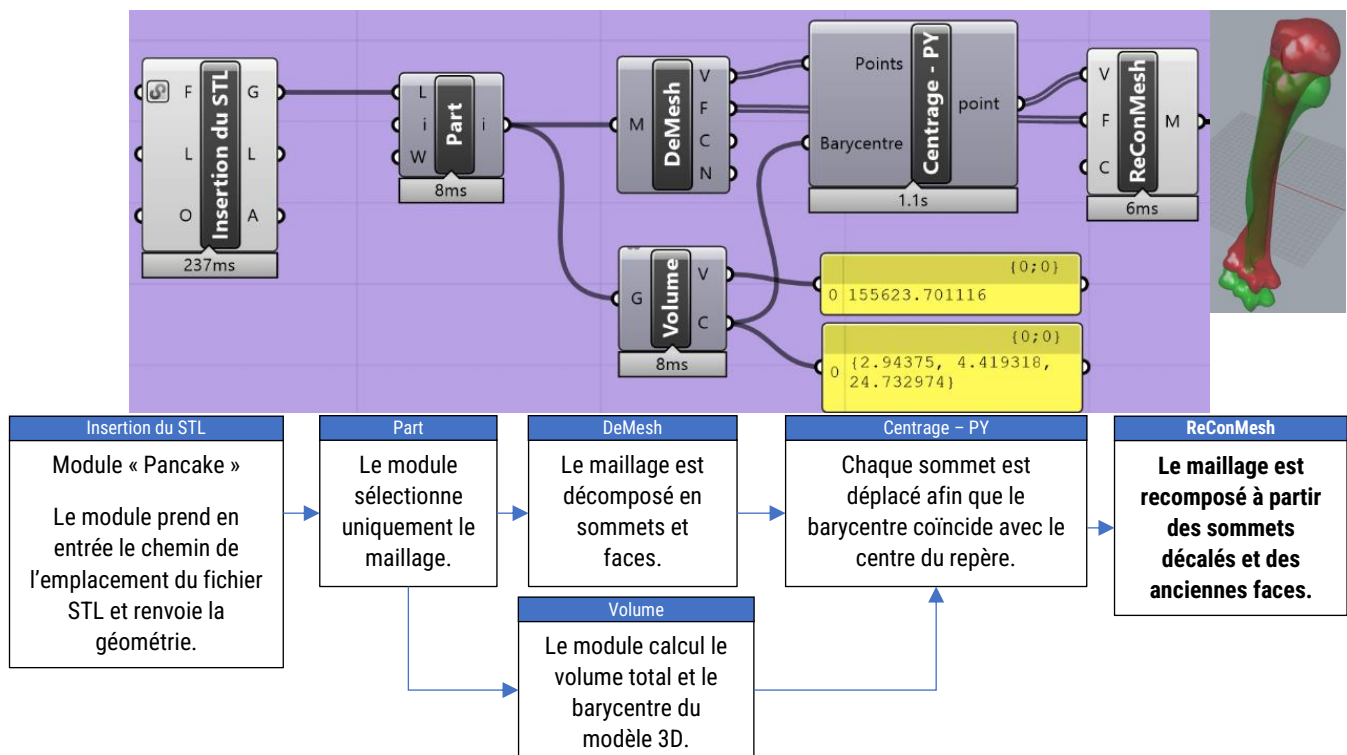 F
L
O
Insertion du STL
G
L
A
237ms
L
i
W
Part
i
8ms
M
DeMesh
V
F
C
N
Points
Barycentre
Centrage - PY
point
1.1s
V
F
C
ReConMesh
M
6ms
G
Volume
V
C
8ms
{0;0}
0 155623.701116
{0;0}
0 {2.94375, 4.419318,
24.732974}
Insertion du STL
Module « Pancake »
Le module prend en
entrée le chemin de
l’emplacement du fichier
STL et renvoie la
géométrie.
Part
Le module
sélectionne
uniquement le
maillage.
DeMesh
Le maillage est
décomposé en
sommets et
faces.
Centrage – PY
Chaque sommet est
déplacé afin que le
barycentre coïncide avec le
centre du repère.
ReConMesh
Le maillage est
recomposé à partir
des sommets
décalés et des
anciennes faces.
Volume
Le module calcul le
volume total et le
barycentre du
modèle 3D.